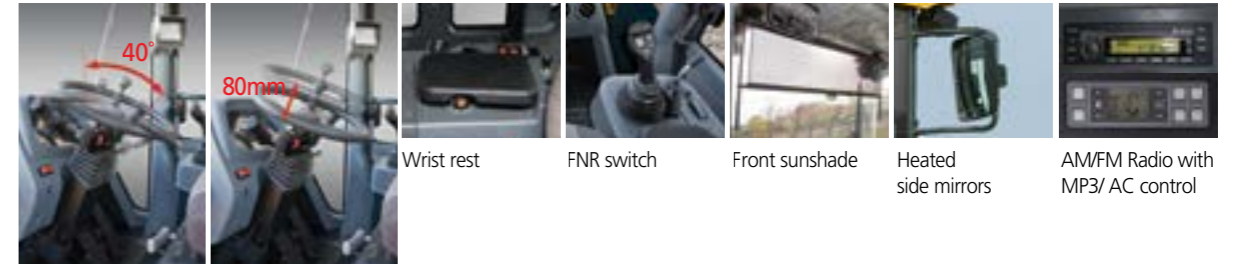 40°
80mm
Wrist rest
FNR switch
Front sunshade
Heated
side mirrors
AM/FM Radio with
MP3/ AC control